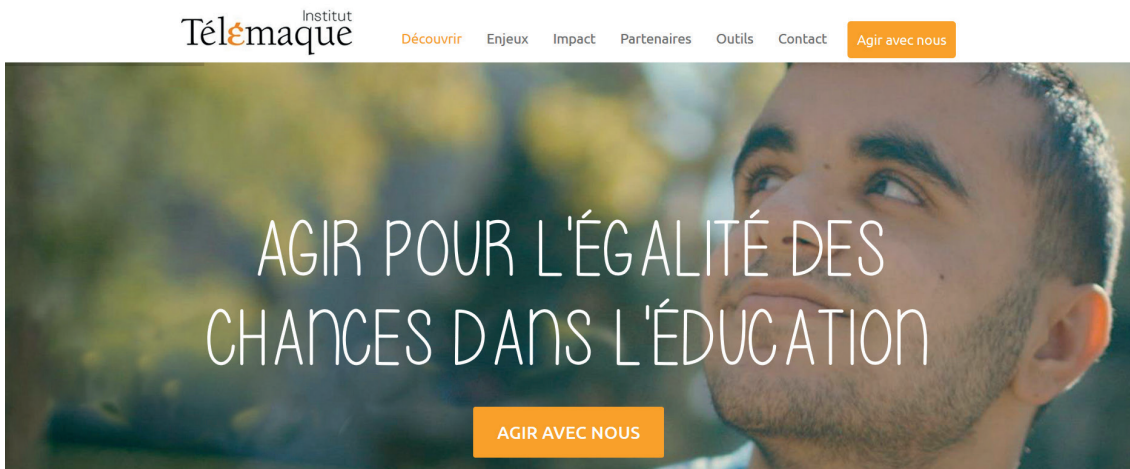 Institut
Télémaque
Découvrir Enjeux Impact Partenaires Outils Contact Agir avec nous
AGIR POUR L'ÉGALITÉ DES
CHANCES DANS L'ÉDUCATION
AGIR AVEC NOUS